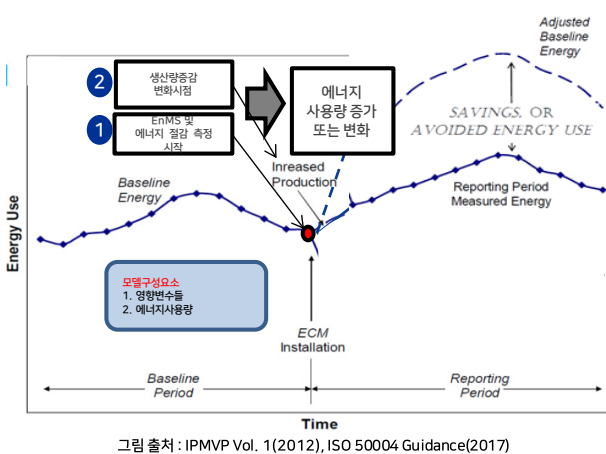 Adjusted
Baseline
Energy
2
생산량증감
변화시점
에너지
사용량 증가
또는 변화
1
EnMS 및
에너지 절감 측정
시작
SAVINGS, OR
AVOIDED ENERGY USE
Inreased
Production
Baseline
Energy
Reporting Period
Measured Energy
Energy Use
모델구성요소
1. 영향변수들
2. 에너지사용량
ECM
Installation
Baseline
Period
Reporting
Period
Time
그림 출처 : IPMVP Vol. 1(2012), ISO 50004 Guidance(2017)